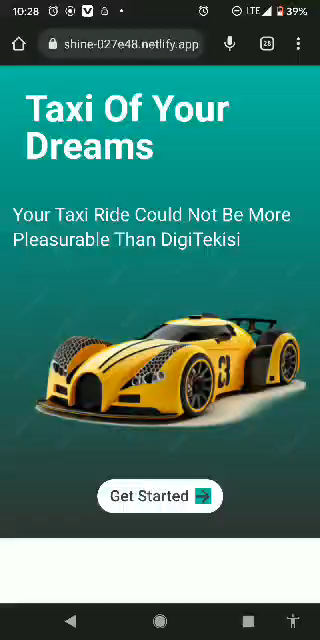 10:28
LTE 39%
shine-027e48.netlify.app
28
Taxi Of Your
Dreams
Your Taxi Ride Could Not Be More
Pleasurable Than DigiTekisi
3
Get Started